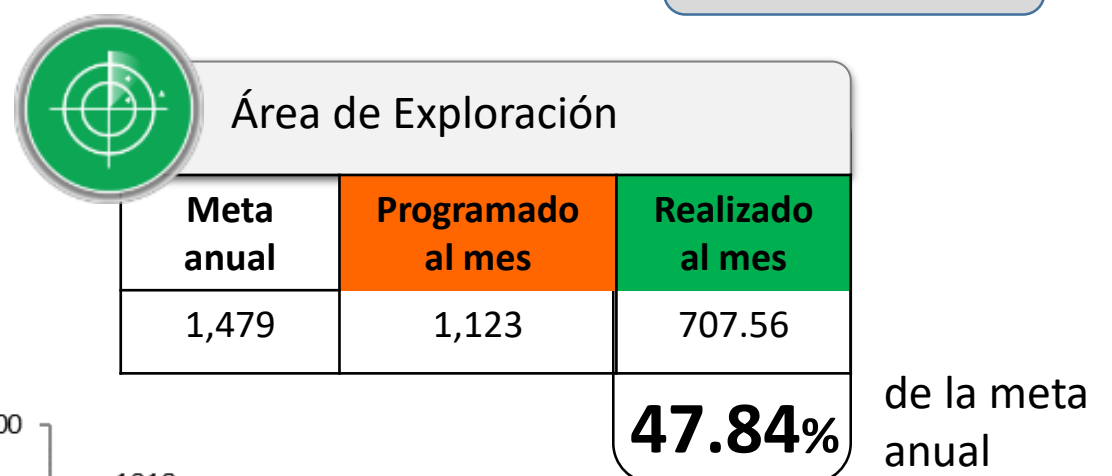 Área de Exploración
Meta anual
Programado al mes
Realizado al mes
1,479
1,123
707.56
47.84%
de la meta
anual